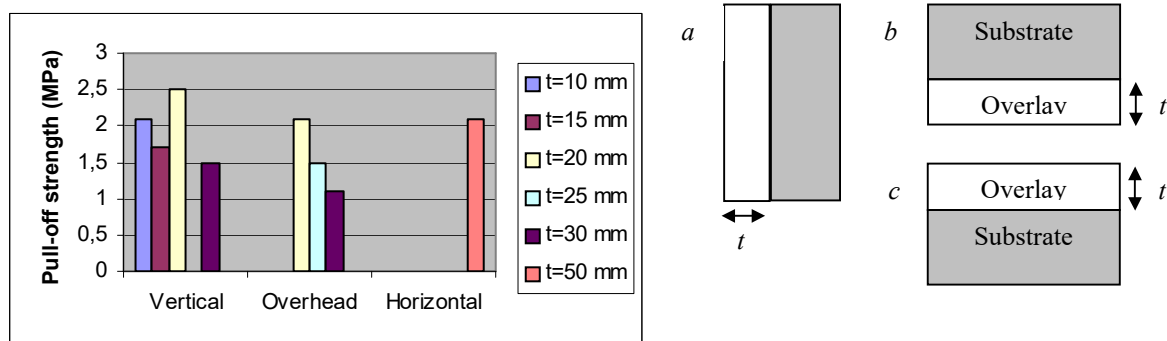 Pull-off strength (MPa)
3
2,5
2
1,5
1
0,5
0
Vertical
Overhead
Horizontal
t=10 mm
t=15 mm
t=20 mm
t=25 mm
t=30 mm
t=50 mm
a
t
b
Substrate
Overlay
t
c
Overlay
Substrate
t